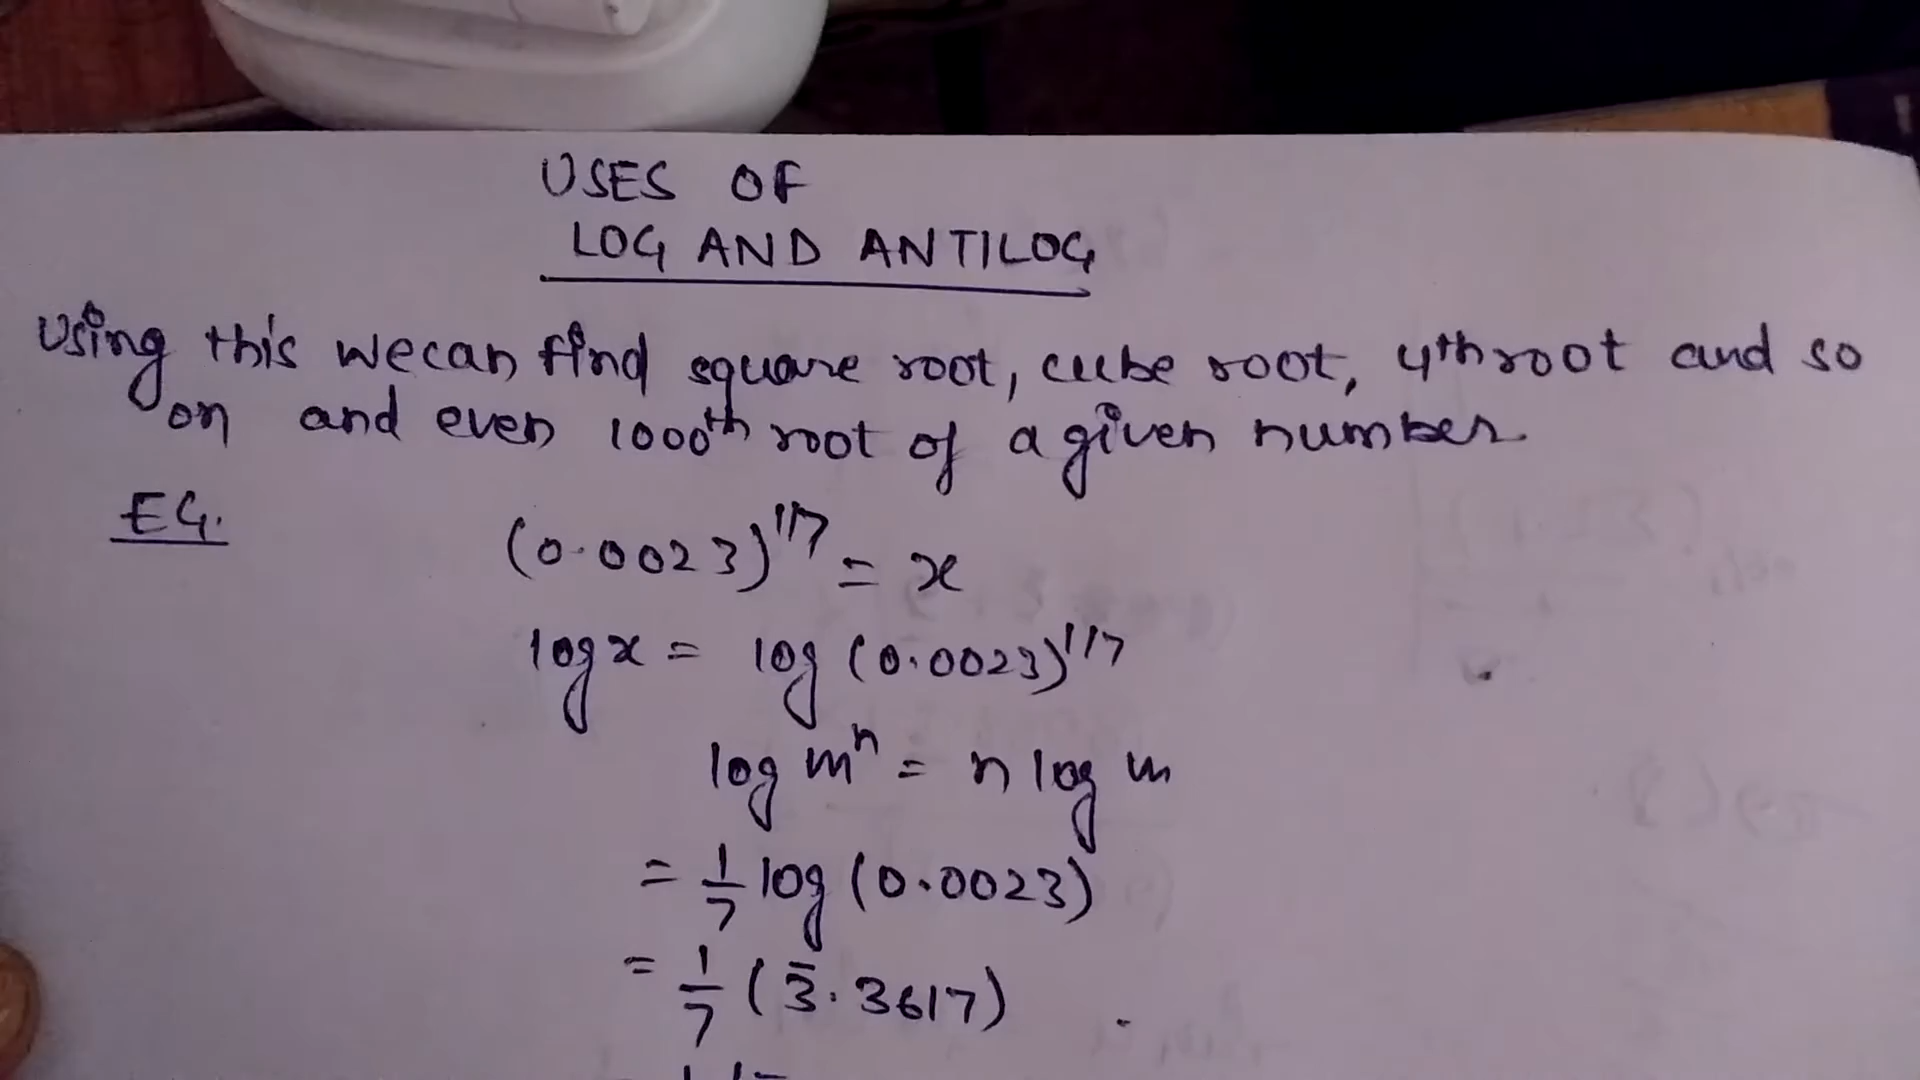 USES OF
LOG AND ANTILOG
Using this we can find square root, cube root, 4th root and so
on and even 1000th root of a given number.
EG.
(0.0023)^1/7 = x
log x = log (0.0023)^1/7
log m^n = n log m
= 1/7 log (0.0023)
= 1/7 (3̄.3617)